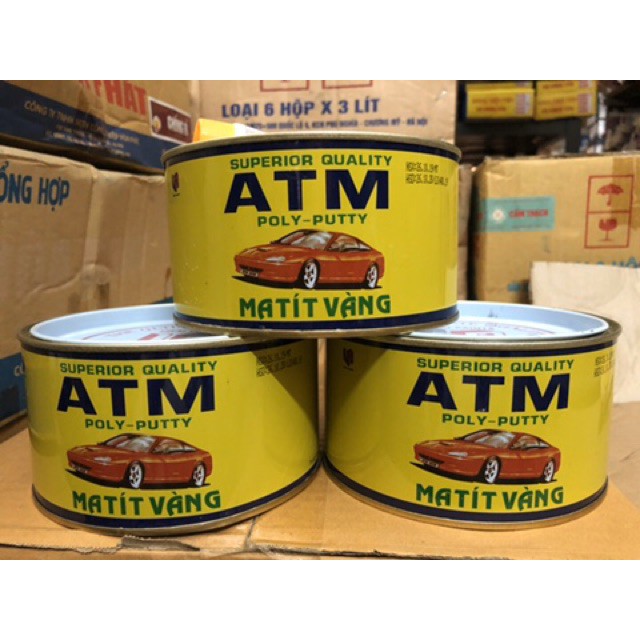 LOẠI 6 HỘP X 3 LÍT
ỔNG HỢP
SUPERIOR QUALITY
ATM
POLY-PUTTY
MATÍT VÀNG
SUPERIOR QUALITY
ATM
POLY-PUTTY
MATÍT VÀNG
SUPERIOR QUALITY
ATM
POLY-PUTTY
MATÍT VÀNG